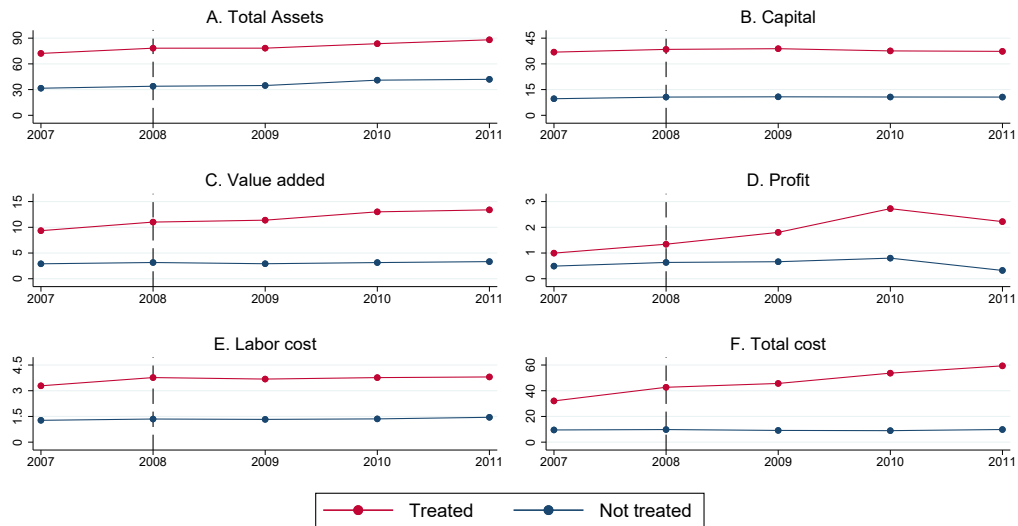 A. Total Assets
90
60
30
0
2007 2008 2009 2010 2011
B. Capital
45
30
15
0
2007 2008 2009 2010 2011
C. Value added
15
10
5
0
2007 2008 2009 2010 2011
D. Profit
3
2
1
0
2007 2008 2009 2010 2011
E. Labor cost
4.5
3
1.5
0
2007 2008 2009 2010 2011
F. Total cost
60
40
20
0
2007 2008 2009 2010 2011
Treated Not treated